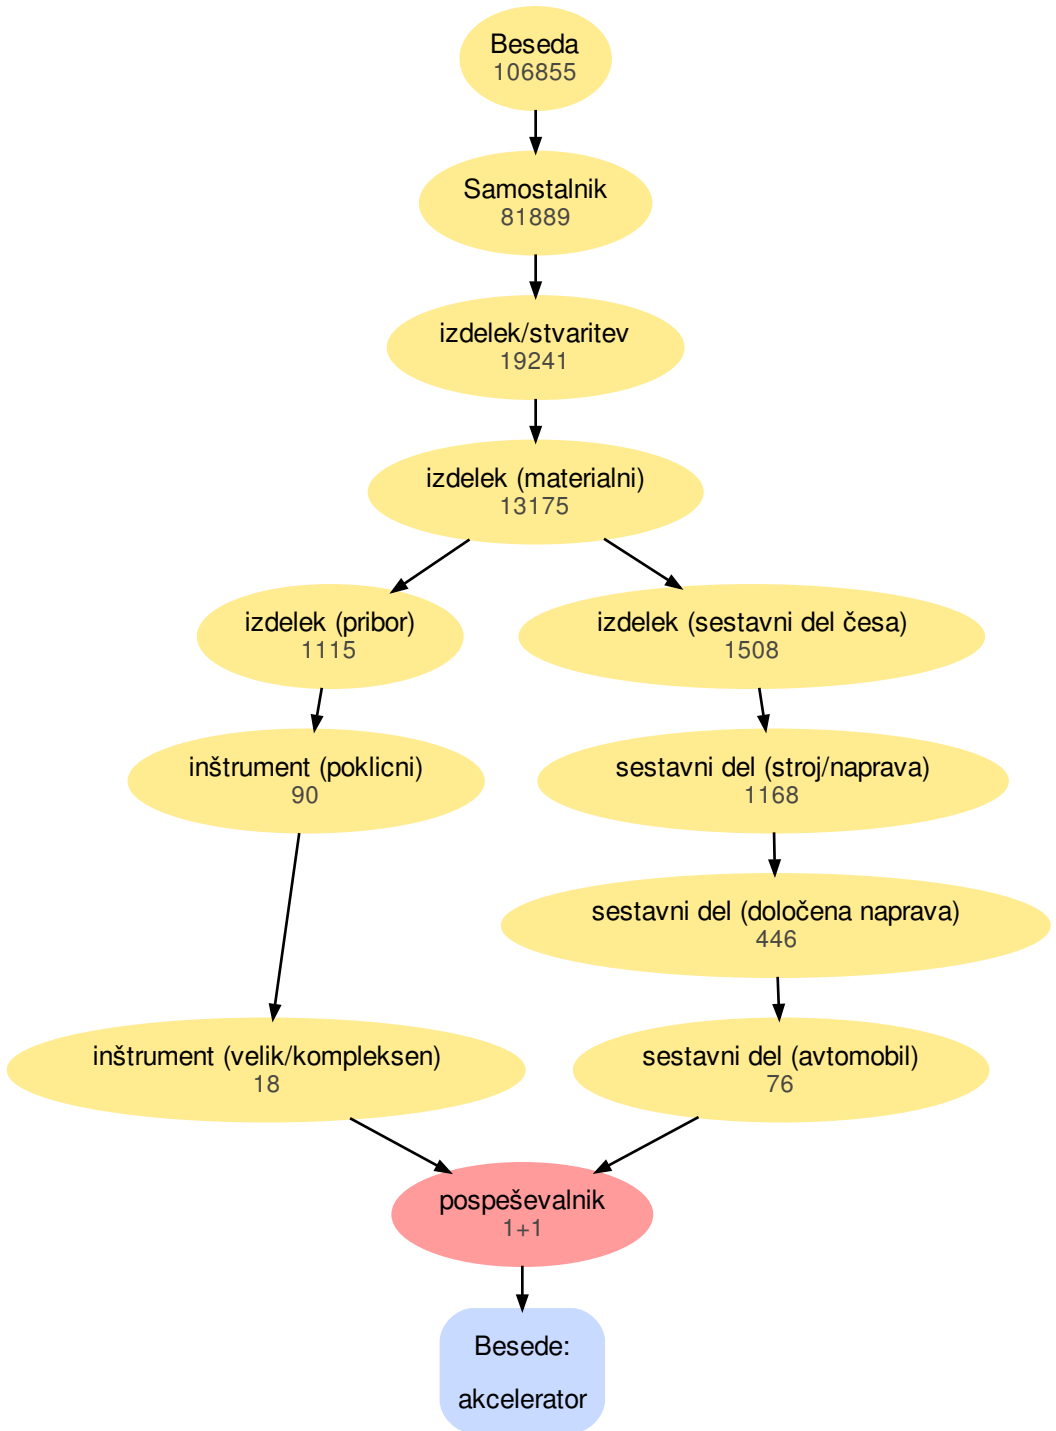 Beseda
106855
Samostalnik
81889
izdelek/stvaritev
19241
izdelek (materialni)
13175
izdelek (pribor)
1115
izdelek (sestavni del česa)
1508
inštrument (poklicni)
90
sestavni del (stroj/naprava)
1168
sestavni del (določena naprava)
446
inštrument (velik/kompleksen)
18
sestavni del (avtomobil)
76
pospeševalnik
1+1
Besede:
akcelerator